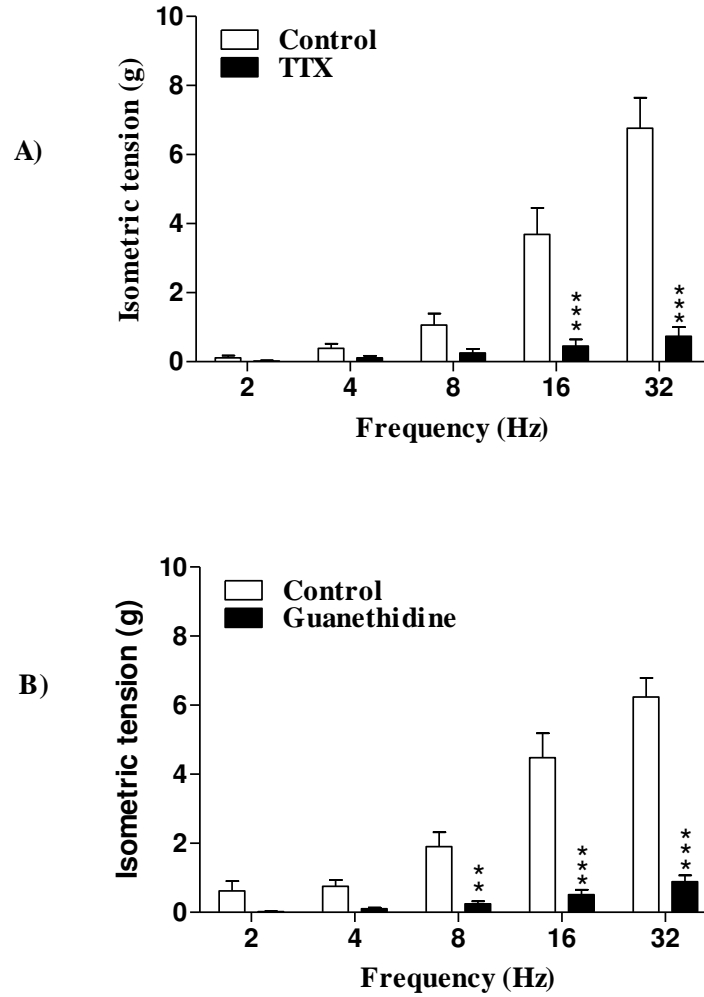 A)
Isometric tension (g)
10
8
6
4
2
0
Control
TTX
***
***
2 4 8 16 32
Frequency (Hz)
B)
Isometric tension (g)
10
8
6
4
2
0
Control
Guanethidine
**
***
***
2 4 8 16 32
Frequency (Hz)